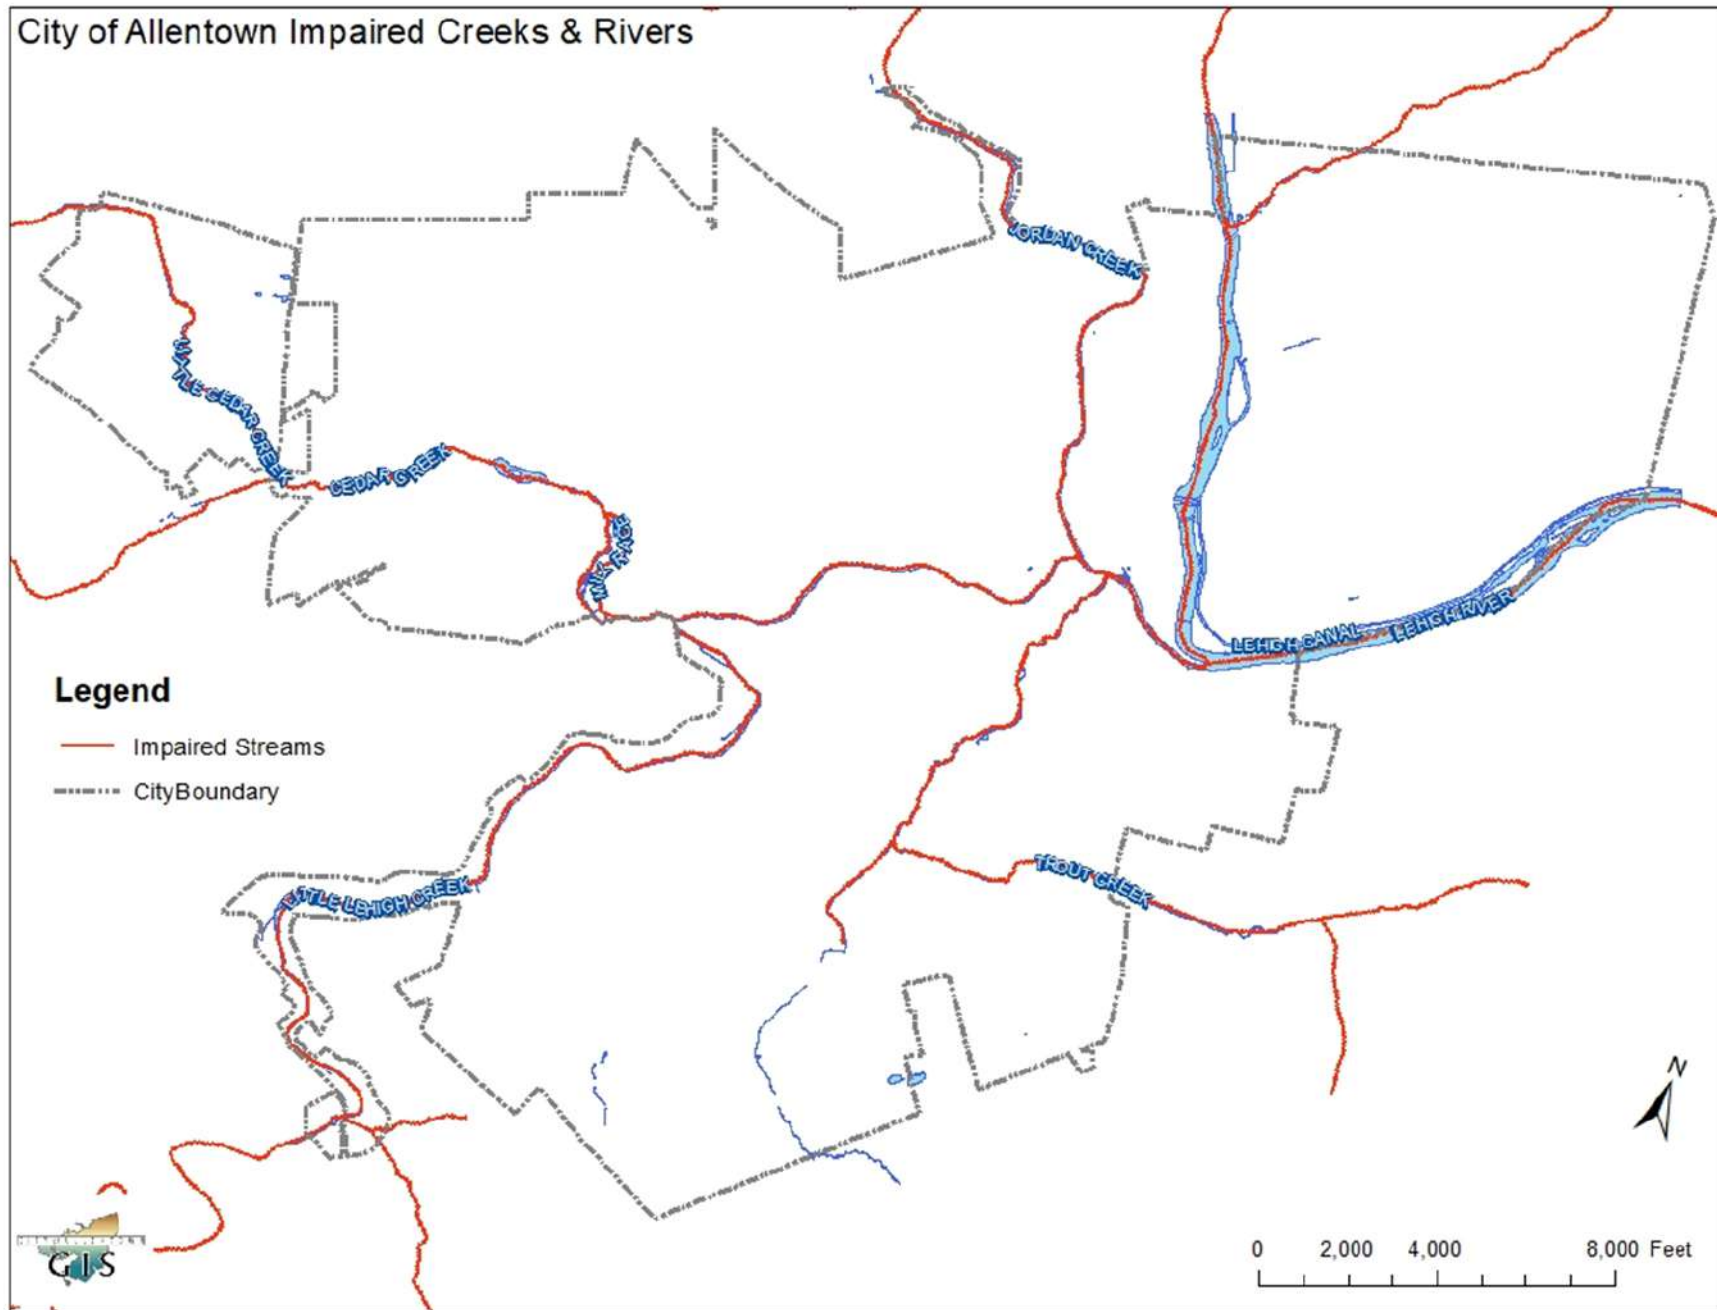 City of Allentown Impaired Creeks & Rivers
JORDAN CREEK
LITTLE CEDAR CREEK
CEDAR CREEK
MILK RACE
LEHIGH CANAL
LEHIGH RIVER
Legend
Impaired Streams
CityBoundary
TROUT CREEK
LITTLE LEHIGH CREEK
N
GIS
0 2,000 4,000 8,000 Feet